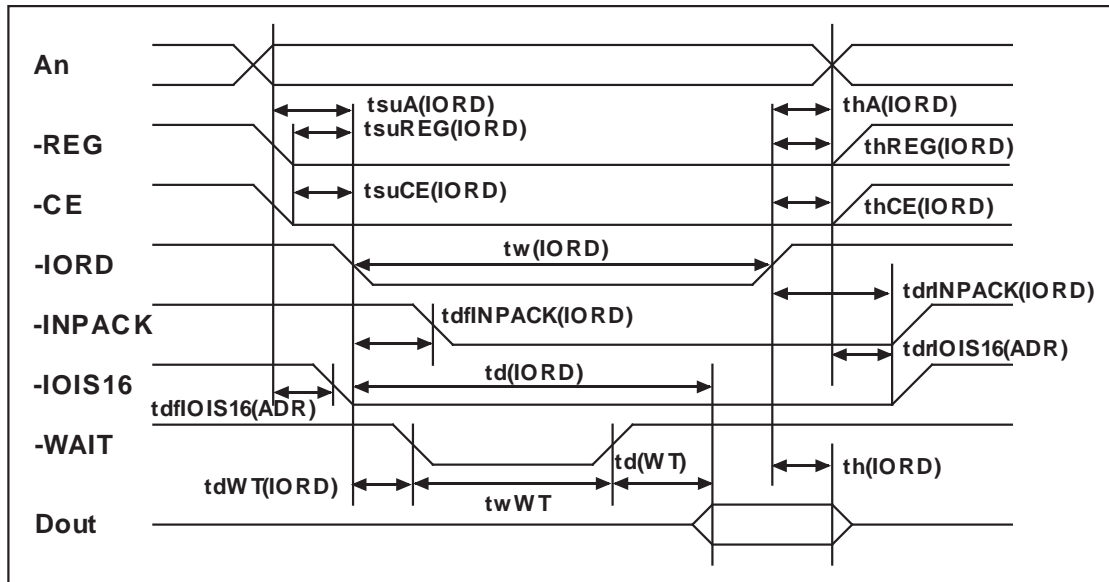 An
tsuA(IORD)
thA(IORD)
tsuREG(IORD)
-REG
thREG(IORD)
tsuCE(IORD)
-CE
thCE(IORD)
tw(IORD)
-IORD
tdrINPACK(IORD)
tdfINPACK(IORD)
-INPACK
tdrIOIS16(ADR)
td(IORD)
-IOIS16
tdfIOIS16(ADR)
-WAIT
td(WT)
th(IORD)
tdWT(IORD)
twWT
Dout